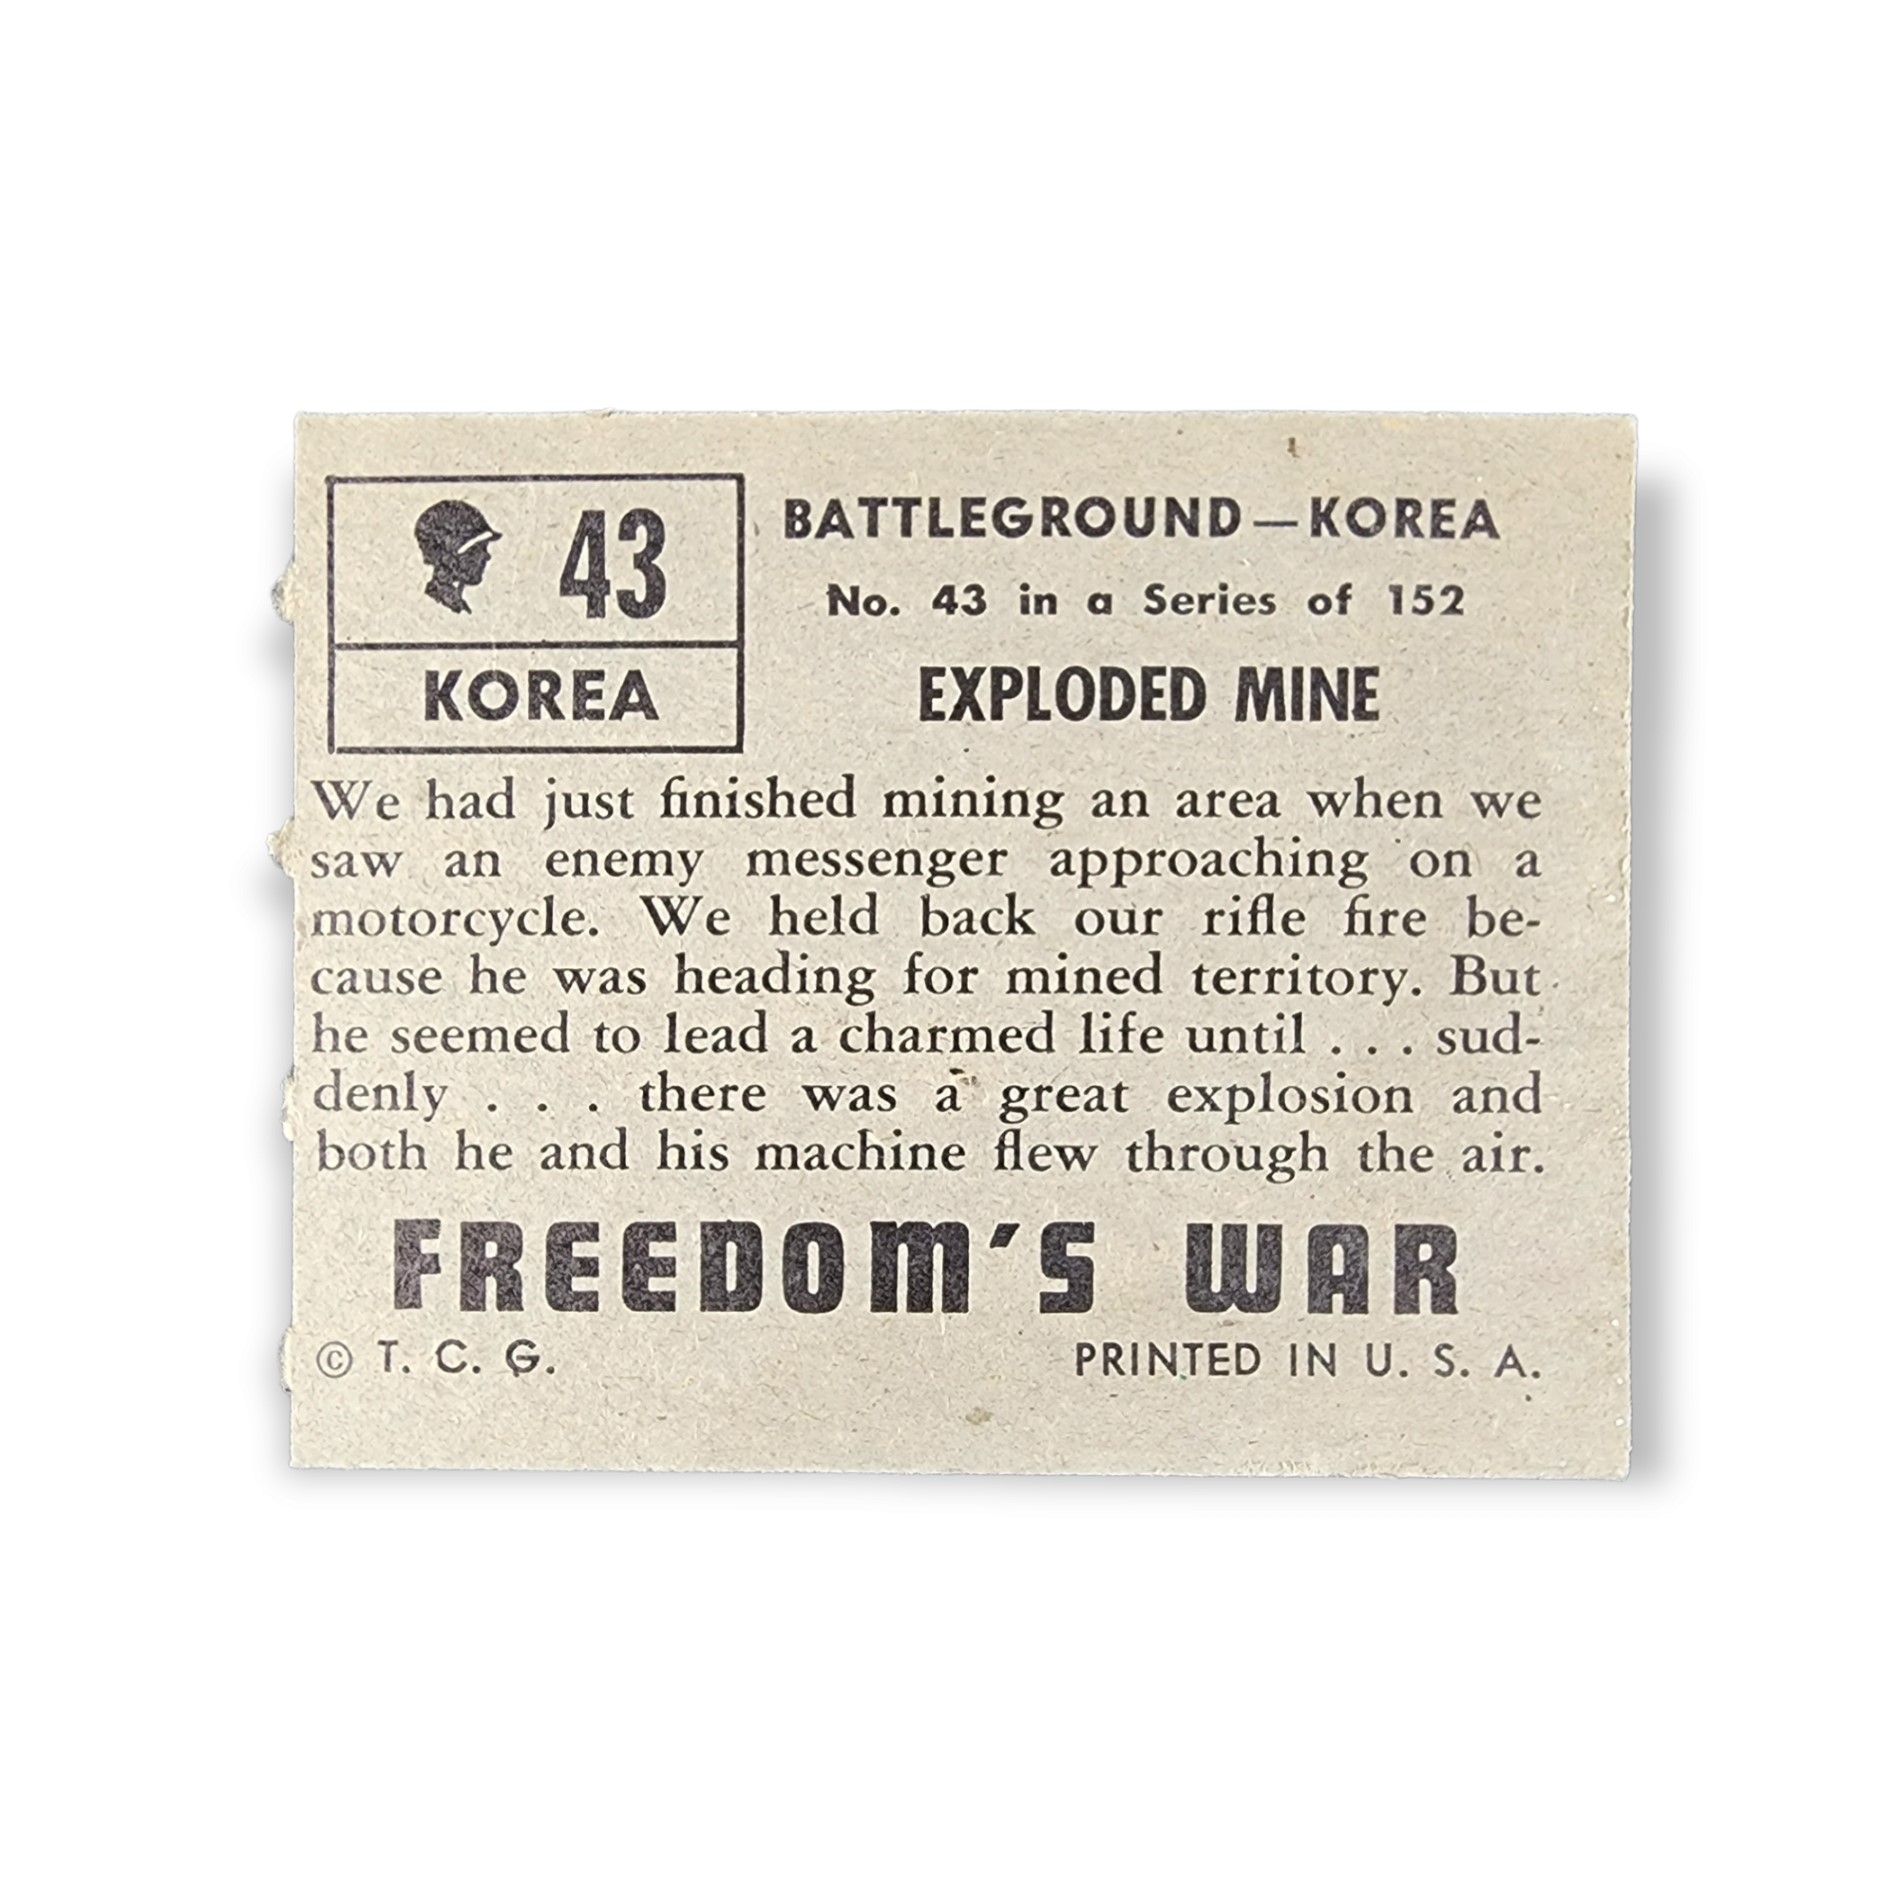 43
KOREA
BATTLEGROUND—KOREA
No. 43 in a Series of 152
EXPLODED MINE
We had just finished mining an area when we
saw an enemy messenger approaching on a
motorcycle. We held back our rifle fire be-
cause he was heading for mined territory. But
he seemed to lead a charmed life until . . . sud-
denly . . . there was a great explosion and
both he and his machine flew through the air.
FREEDOM'S WAR
© T. C. G.
PRINTED IN U. S. A.